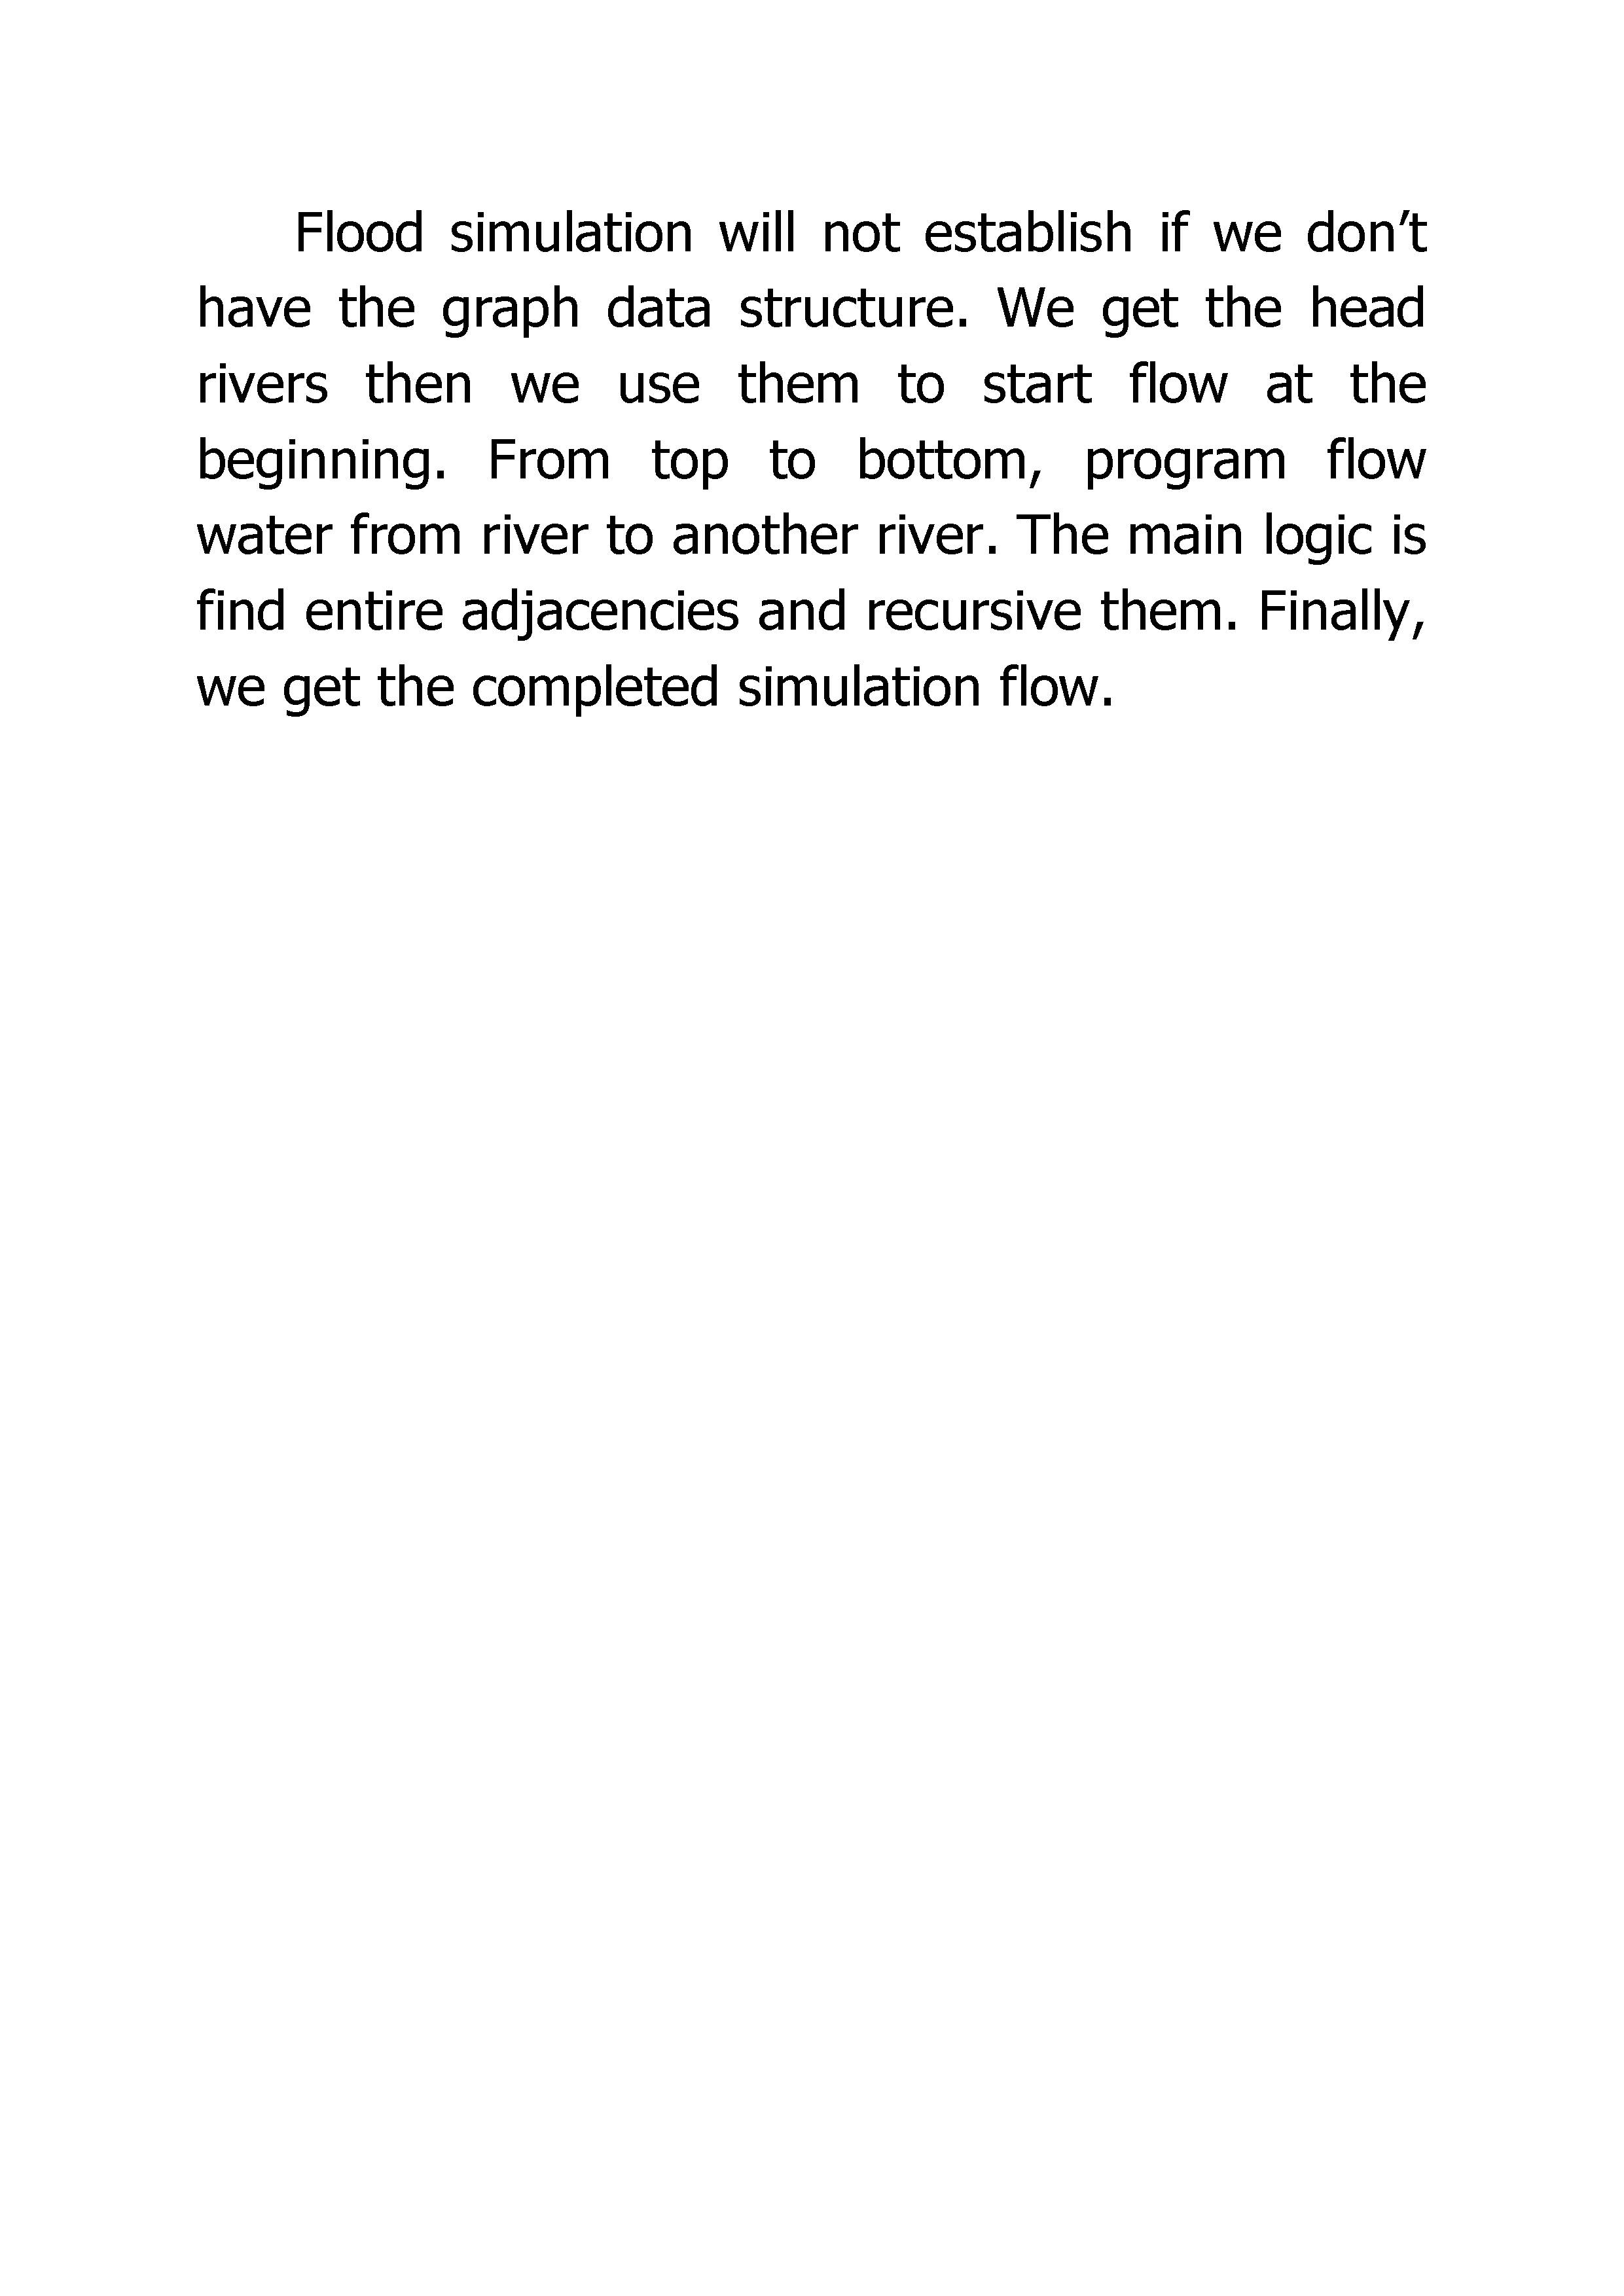 Flood simulation will not establish if we don’t
have the graph data structure. We get the head
rivers then we use them to start flow at the
beginning. From top to bottom, program flow
water from river to another river. The main logic is
find entire adjacencies and recursive them. Finally,
we get the completed simulation flow.